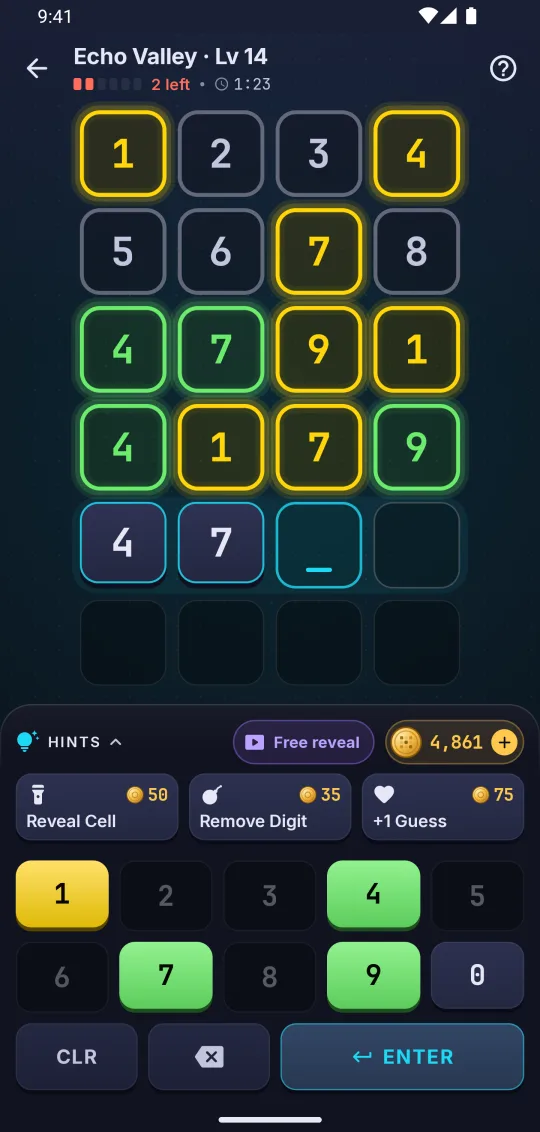 9:41
Echo Valley · Lv 14
2 left • 1:23
1 2 3 4
5 6 7 8
4 7 9 1
4 1 7 9
4 7 _
HINTS Free reveal 4,861 +
50 35 75
Reveal Cell Remove Digit +1 Guess
1 2 3 4 5
6 7 8 9 0
CLR ENTER